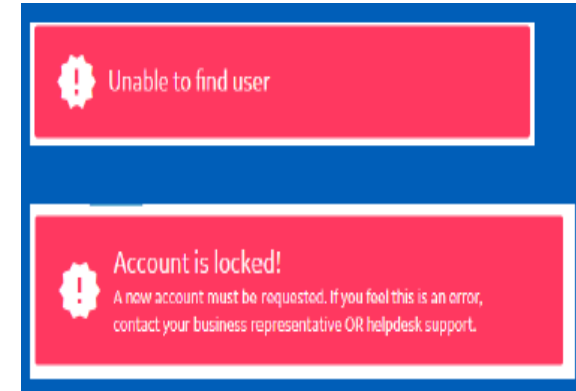 Unable to find user
Account is locked!
A new account must be requested. If you feel this is an error,
contact your business representative OR helpdesk support.